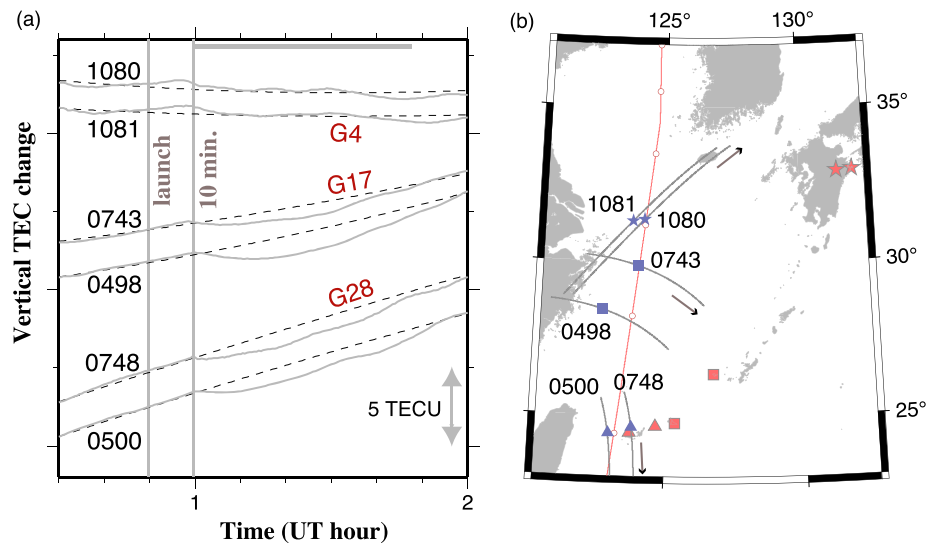 (a)
1080
1081
G4
launch
10 min.
G17
0743
0498
G28
0748
0500
5 TECU
Vertical TEC change
1
2
Time (UT hour)
(b)
125°
130°
35°
30°
25°
1081
1080
0743
0498
0500
0748